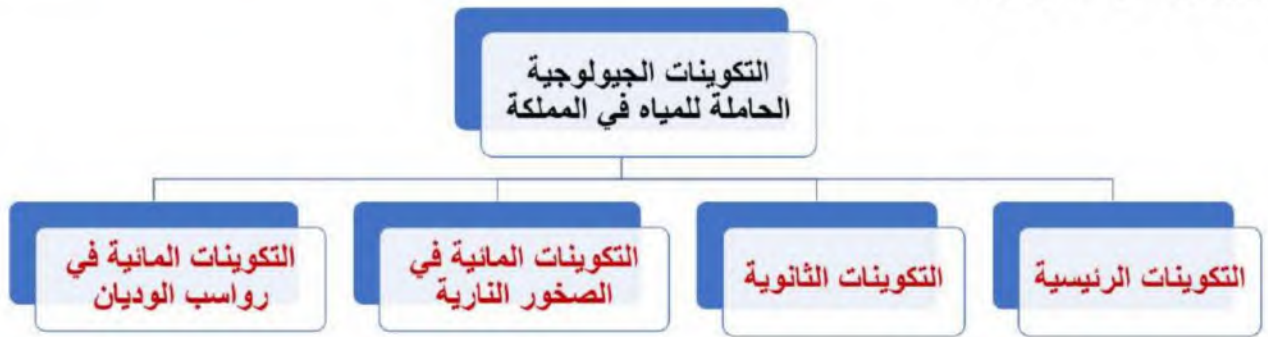 التكوينات الجيولوجية
الحاملة للمياه في المملكة
التكوينات الرئيسية
التكوينات الثانوية
التكوينات المائية في
الصخور النارية
التكوينات المائية في
رواسب الوديان